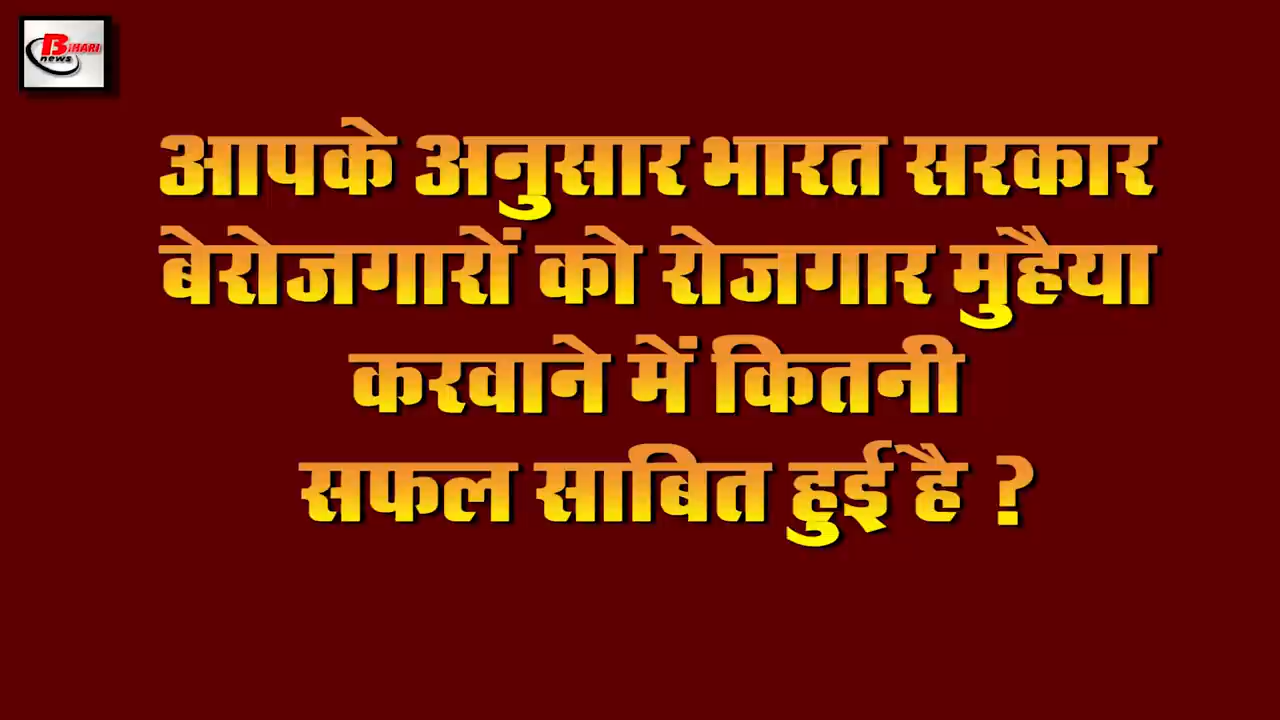 BIHARI
news
आपके अनुसार भारत सरकार
बेरोजगारों को रोजगार मुहैया
करवाने में कितनी
सफल साबित हुई है ?